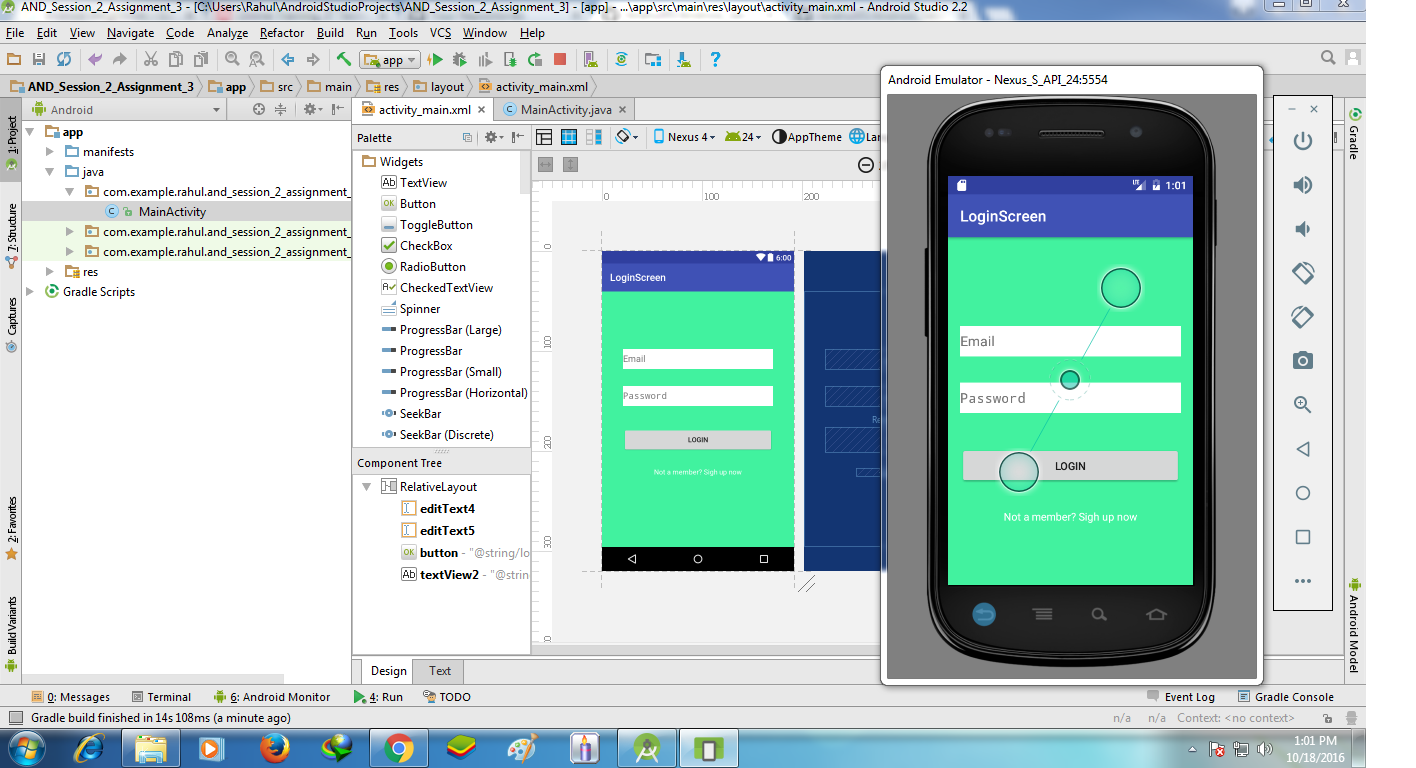 AND_Session_2_Assignment_3 - [C:\Users\Rahul\AndroidStudioProjects\AND_Session_2_Assignment_3] - [app] - ...\app\src\main\res\layout\activity_main.xml - Android Studio 2.2
File Edit View Navigate Code Analyze Refactor Build Run Tools VCS Window Help
app
AND_Session_2_Assignment_3 app src main res layout activity_main.xml
Android
activity_main.xml
MainActivity.java
1: Project
7: Structure
Captures
2: Favorites
Build Variants
app
manifests
java
com.example.rahul.and_session_2_assignment_
MainActivity
com.example.rahul.and_session_2_assignment_
com.example.rahul.and_session_2_assignment_
res
Gradle Scripts
Palette
Widgets
Ab TextView
OK Button
ToggleButton
CheckBox
RadioButton
CheckedTextView
Spinner
ProgressBar (Large)
ProgressBar
ProgressBar (Small)
ProgressBar (Horizontal)
SeekBar
SeekBar (Discrete)
Component Tree
RelativeLayout
editText4
editText5
OK button - "@string/lo
Ab textView2 - "@strin
Nexus 4 24 AppTheme Lan
0 100 200
0
100
200
300
6:00
LoginScreen
Email
Password
LOGIN
Not a member? Sigh up now
Re
Design Text
Android Emulator - Nexus_S_API_24:5554
1:01
LoginScreen
Email
Password
LOGIN
Not a member? Sigh up now
Gradle
Android Model
0: Messages Terminal 6: Android Monitor 4: Run TODO Event Log Gradle Console
Gradle build finished in 14s 108ms (a minute ago)
n/a n/a Context: <no context>
1:01 PM
10/18/2016